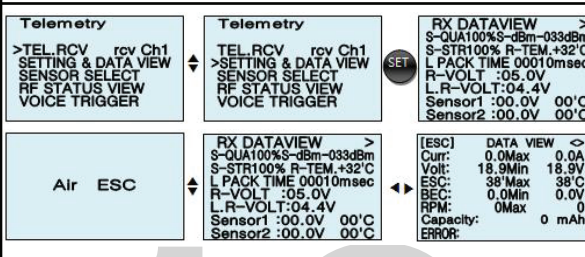 Telemetry
>TEL.RCV rcv Ch1
SETTING & DATA VIEW
SENSOR SELECT
RF STATUS VIEW
VOICE TRIGGER
Telemetry
TEL.RCV rcv Ch1
>SETTING & DATA VIEW
SENSOR SELECT
RF STATUS VIEW
VOICE TRIGGER
SET
RX DATAVIEW >
S-QUA100%S-dBm-033dBm
S-STR100% R-TEM.+32'C
L PACK TIME 00010msec
R-VOLT :05.0V
L.R-VOLT:04.4V
Sensor1 :00.0V 00'C
Sensor2 :00.0V 00'C
Air ESC
RX DATAVIEW >
S-QUA100%S-dBm-033dBm
S-STR100% R-TEM.+32'C
L PACK TIME 00010msec
R-VOLT :05.0V
L.R-VOLT:04.4V
Sensor1 :00.0V 00'C
Sensor2 :00.0V 00'C
[ESC] DATA VIEW <>
Curr: 0.0Max 0.0A
Volt: 18.9Min 18.9V
ESC: 38'Max 38'C
BEC: 0.0Min 0.0V
RPM: 0Max 0
Capacity: 0 mAh
ERROR: